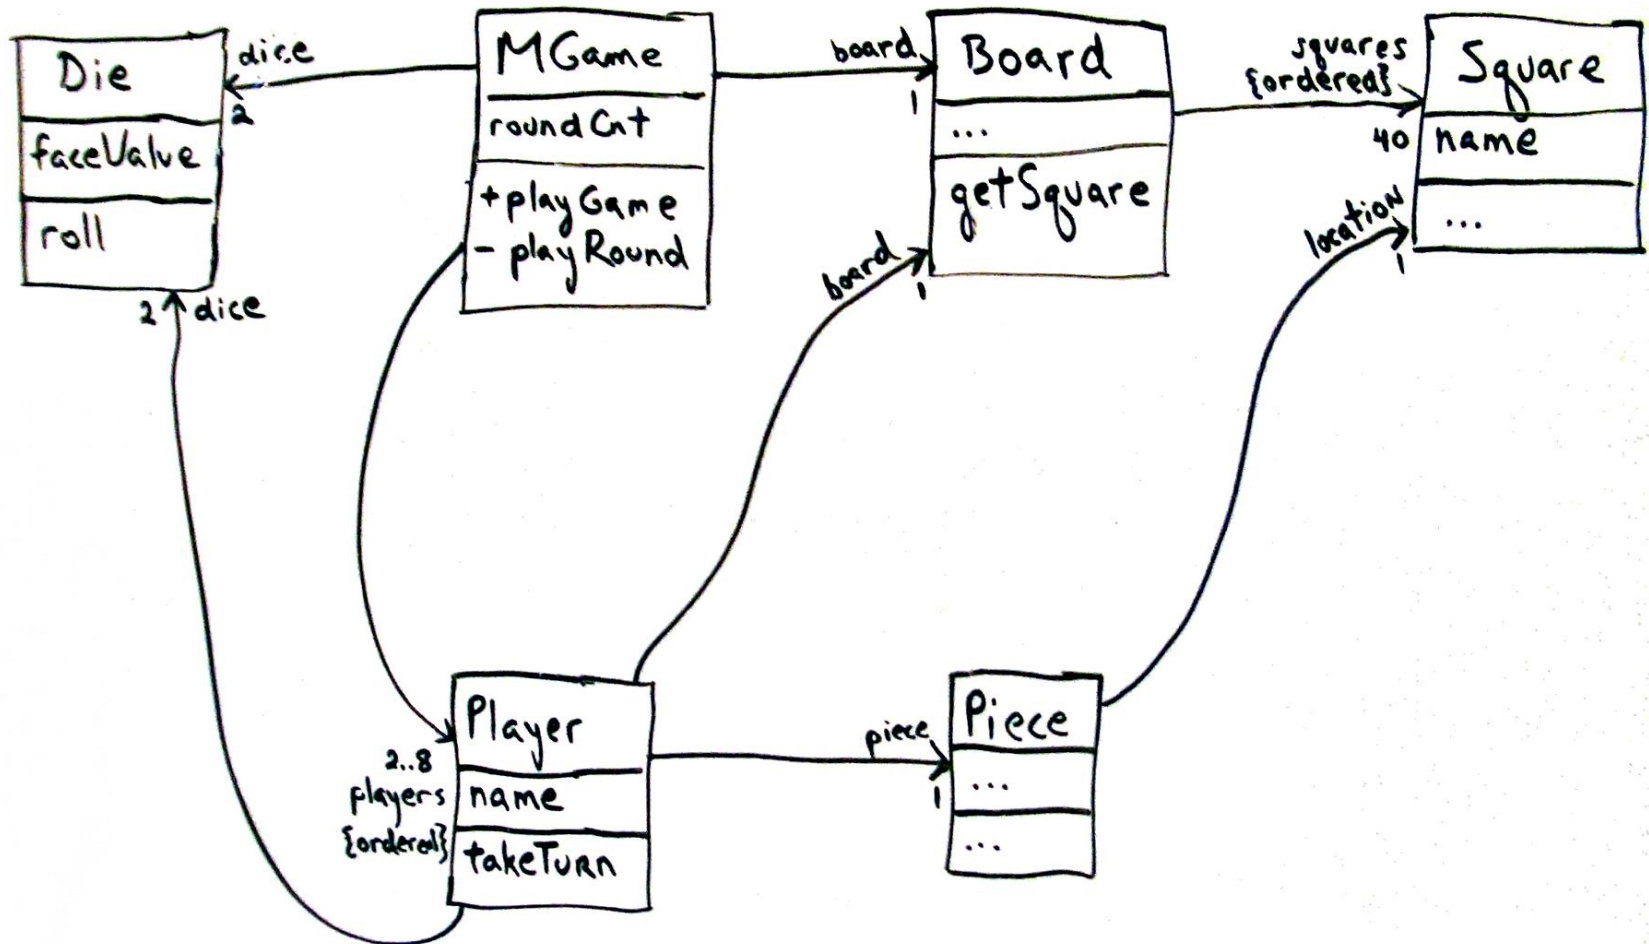 Die
faceValue
roll
dice
2
2
dice
MGame
roundCnt
+ playGame
- playRound
board
1
Board
...
getSquare
board
1
squares
{ordered}
40
Square
name
...
location
1
Player
name
takeTurn
2..8
players
{ordered}
piece
1
Piece
...
...